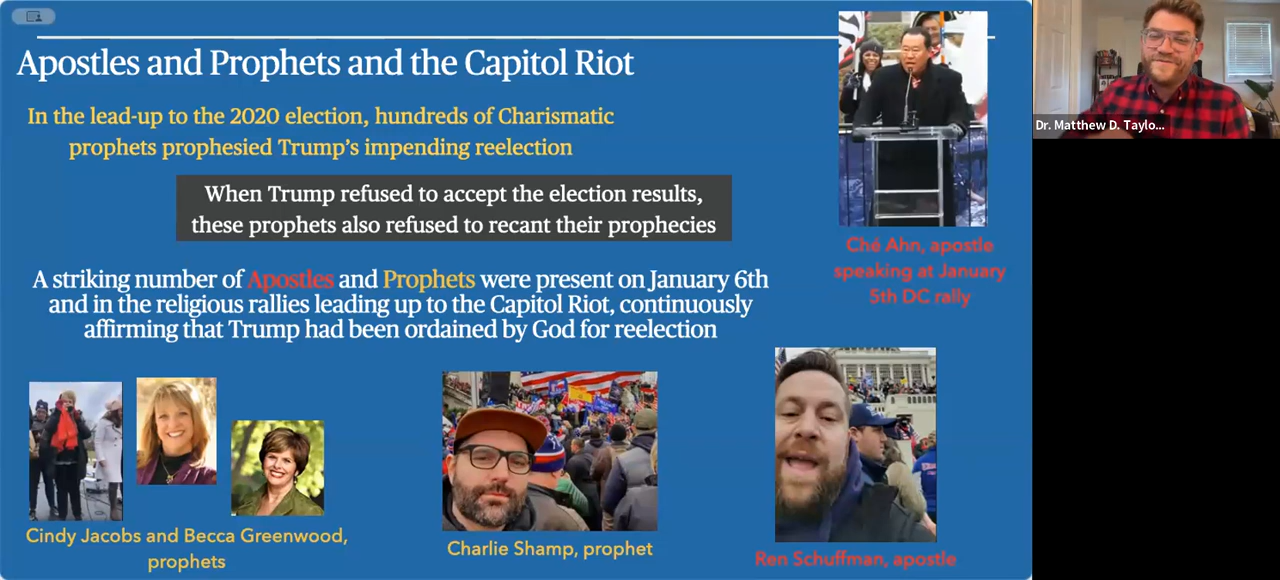 Apostles and Prophets and the Capitol Riot
In the lead-up to the 2020 election, hundreds of Charismatic
prophets prophesied Trump's impending reelection
When Trump refused to accept the election results,
these prophets also refused to recant their prophecies
A striking number of Apostles and Prophets were present on January 6th
and in the religious rallies leading up to the Capitol Riot, continuously
affirming that Trump had been ordained by God for reelection
Ché Ahn, apostle
speaking at January
5th DC rally
Cindy Jacobs and Becca Greenwood,
prophets
Charlie Shamp, prophet
Ren Schuffman, apostle
Dr. Matthew D. Taylo...